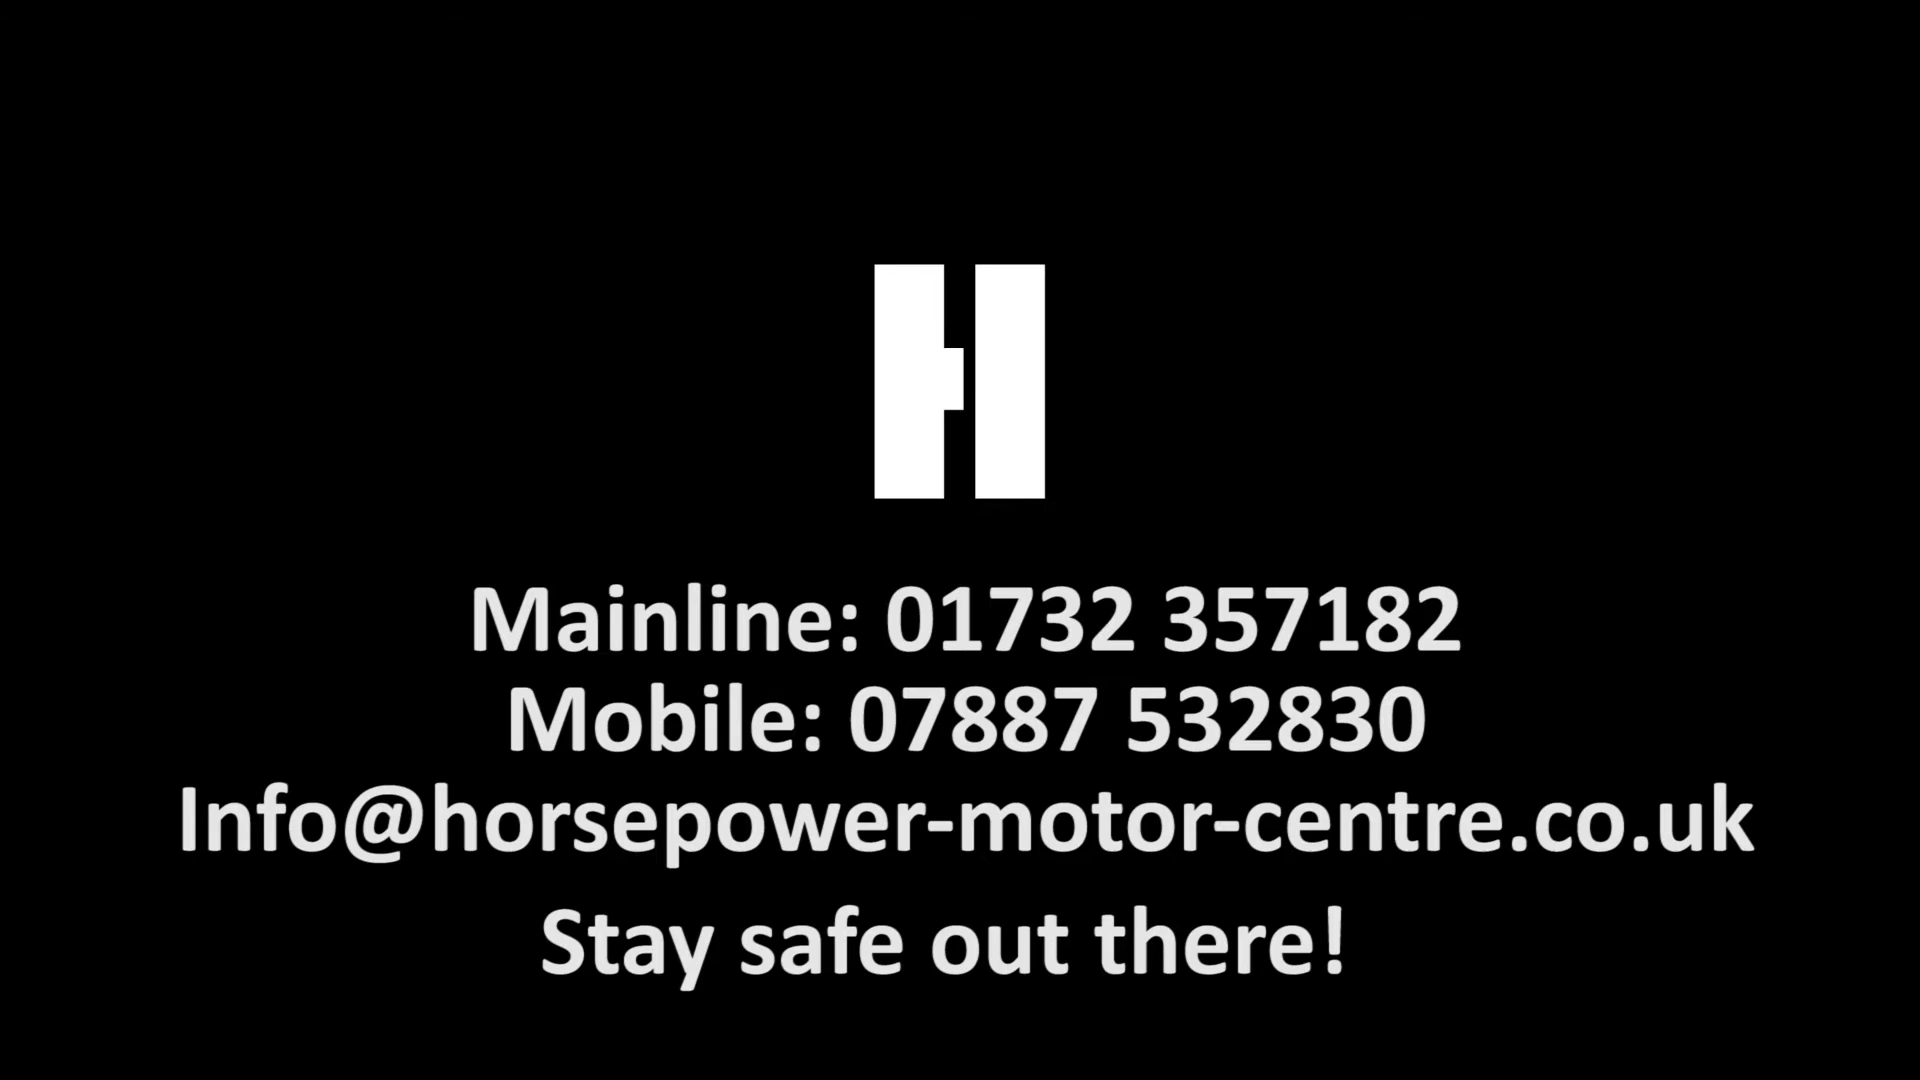 H
Mainline: 01732 357182
Mobile: 07887 532830
Info@horsepower-motor-centre.co.uk
Stay safe out there!